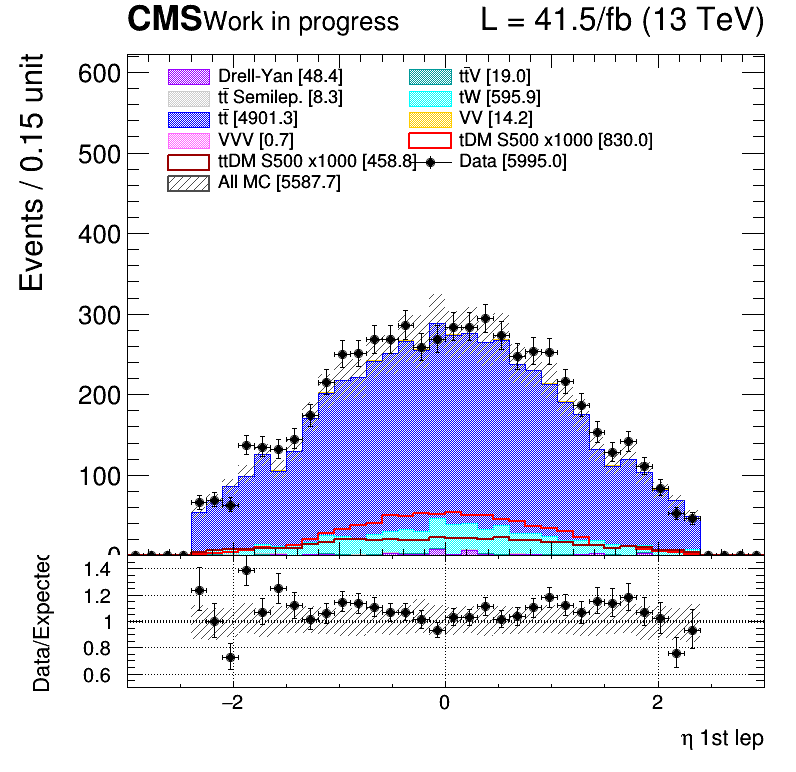 CMS Work in progress L = 41.5/fb (13 TeV)
Events / 0.15 unit
600
500
400
300
200
100
0
Drell-Yan [48.4] tt̄V [19.0]
tt̄ Semilep. [8.3] tW [595.9]
tt̄ [4901.3] VV [14.2]
VVV [0.7] tDM S500 x1000 [830.0]
ttDM S500 x1000 [458.8] Data [5995.0]
All MC [5587.7]
Data/Expected
1.4
1.2
1
0.8
0.6
−2 0 2
η 1st lep